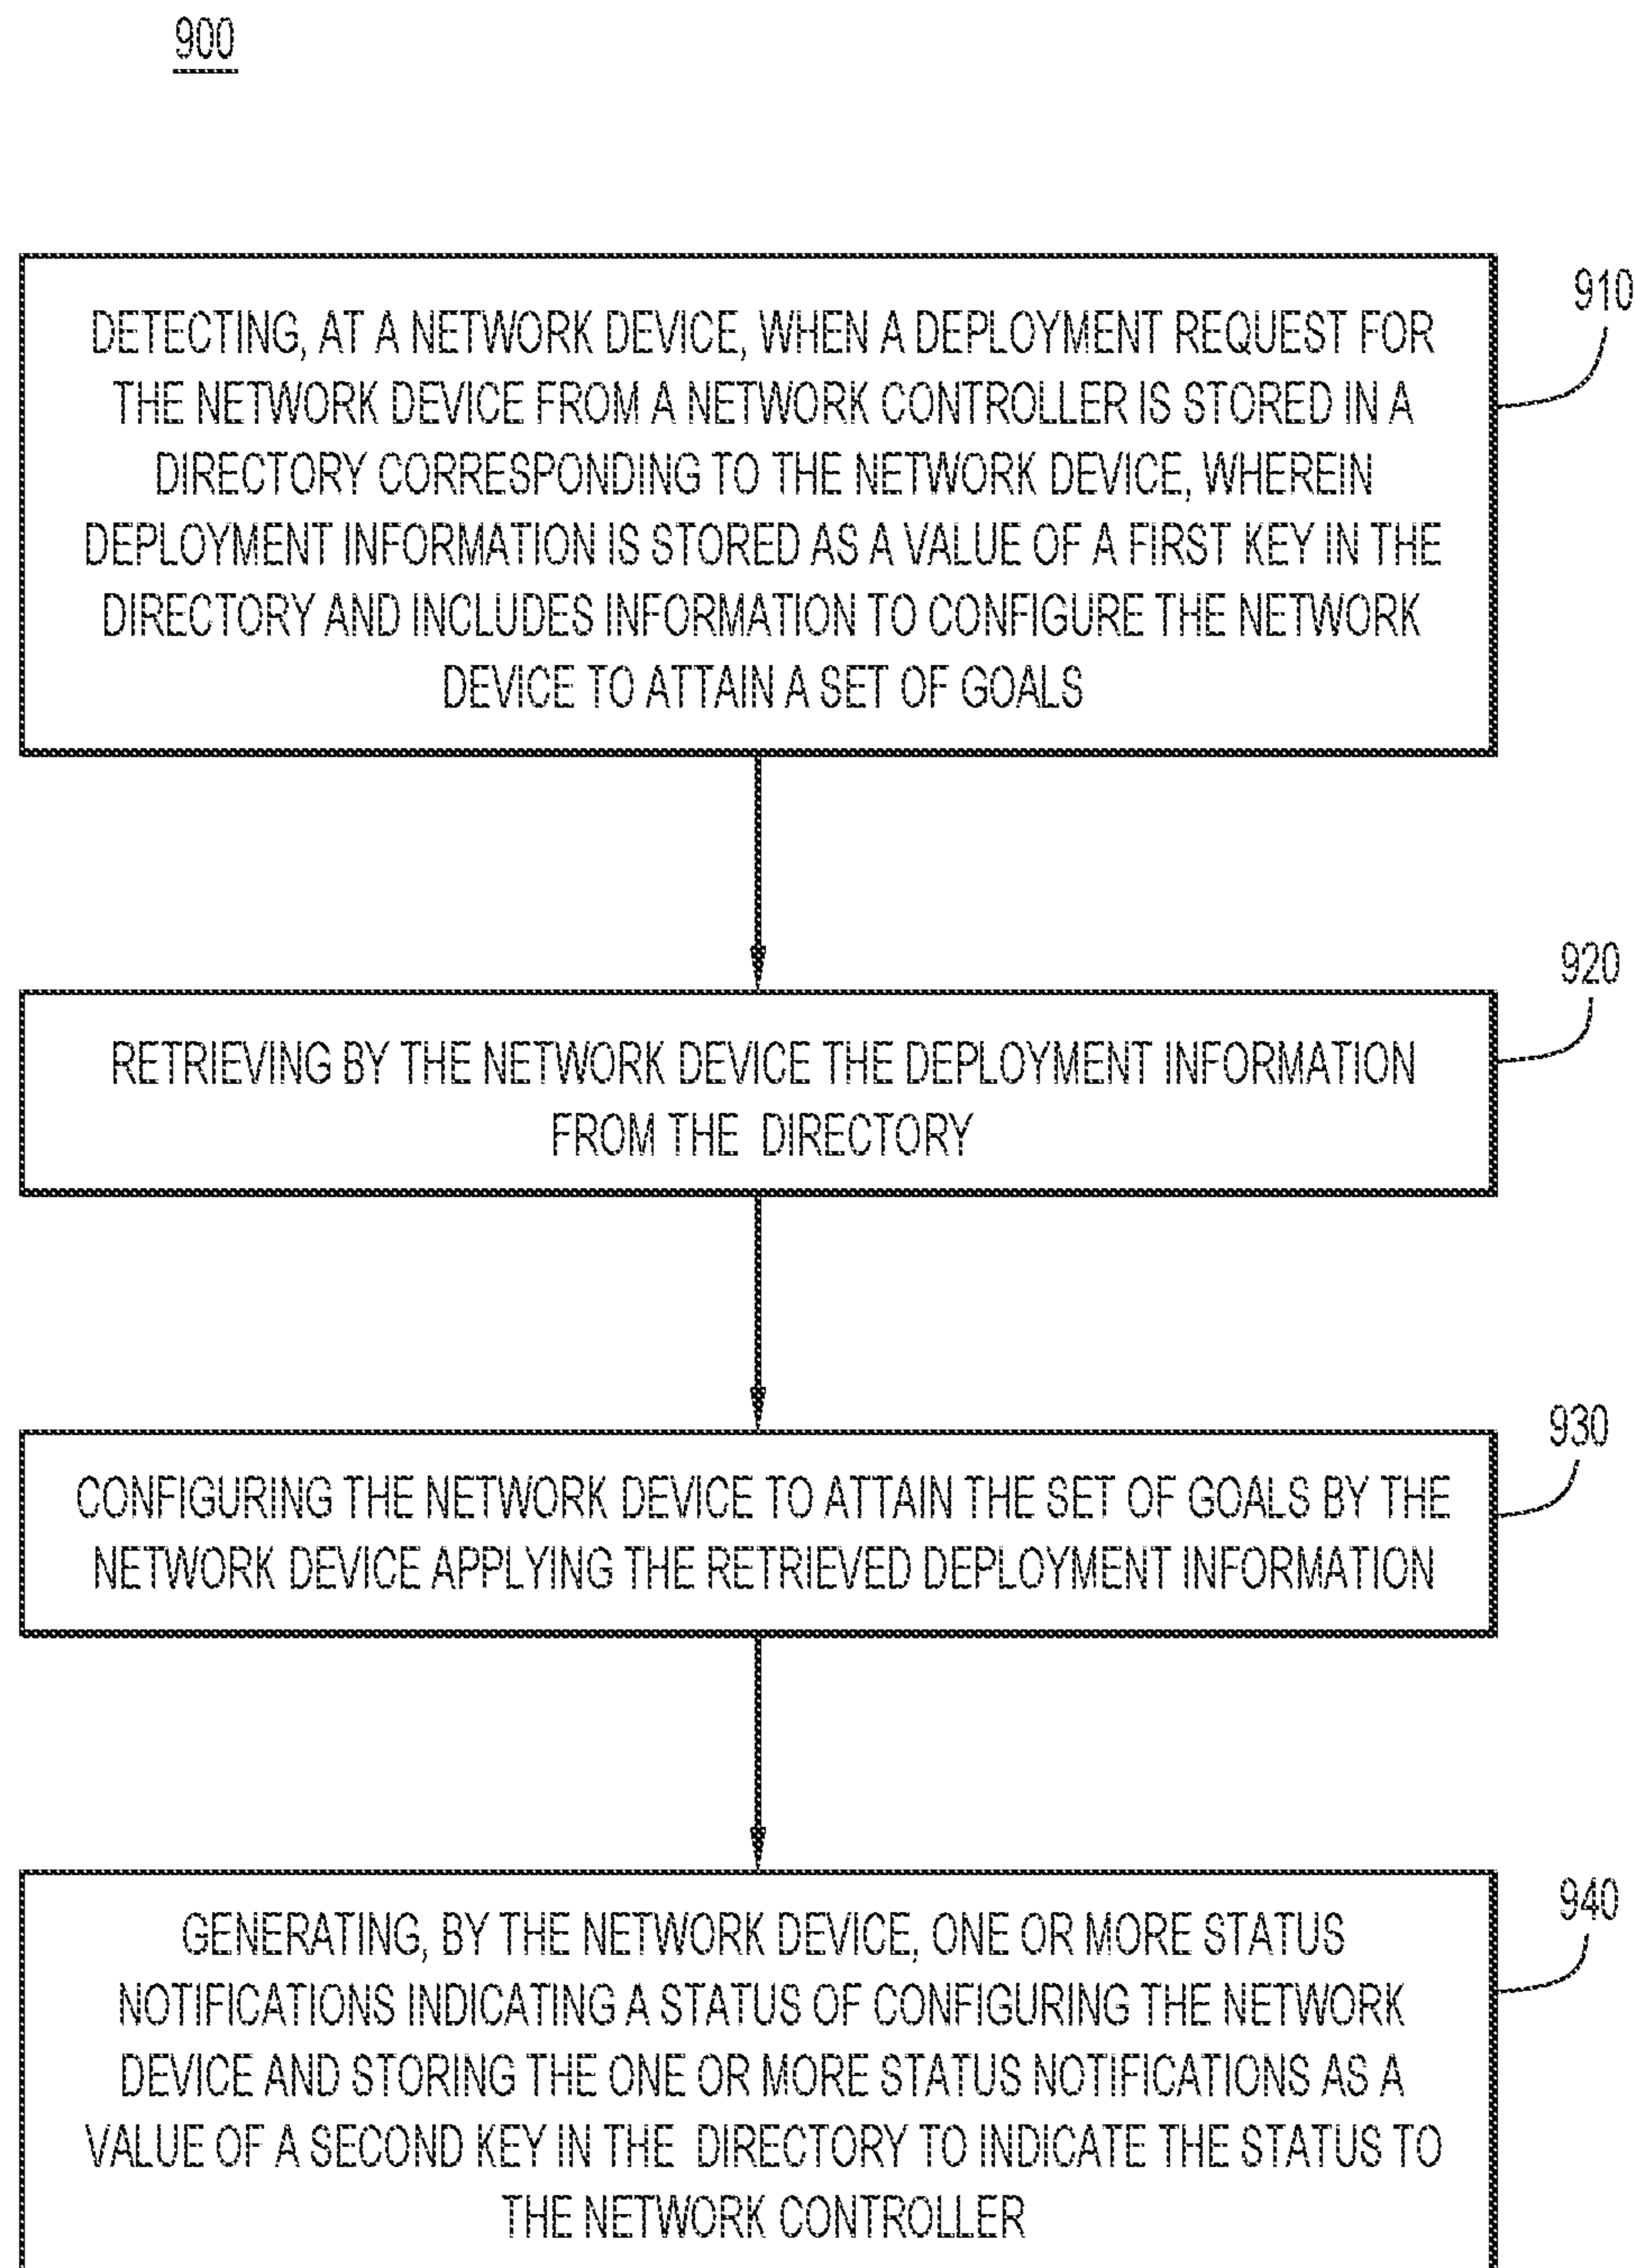 900
910
DETECTING, AT A NETWORK DEVICE, WHEN A DEPLOYMENT REQUEST FOR
THE NETWORK DEVICE FROM A NETWORK CONTROLLER IS STORED IN A
DIRECTORY CORRESPONDING TO THE NETWORK DEVICE, WHEREIN
DEPLOYMENT INFORMATION IS STORED AS A VALUE OF A FIRST KEY IN THE
DIRECTORY AND INCLUDES INFORMATION TO CONFIGURE THE NETWORK
DEVICE TO ATTAIN A SET OF GOALS
920
RETRIEVING BY THE NETWORK DEVICE THE DEPLOYMENT INFORMATION
FROM THE DIRECTORY
930
CONFIGURING THE NETWORK DEVICE TO ATTAIN THE SET OF GOALS BY THE
NETWORK DEVICE APPLYING THE RETRIEVED DEPLOYMENT INFORMATION
940
GENERATING, BY THE NETWORK DEVICE, ONE OR MORE STATUS
NOTIFICATIONS INDICATING A STATUS OF CONFIGURING THE NETWORK
DEVICE AND STORING THE ONE OR MORE STATUS NOTIFICATIONS AS A
VALUE OF A SECOND KEY IN THE DIRECTORY TO INDICATE THE STATUS TO
THE NETWORK CONTROLLER